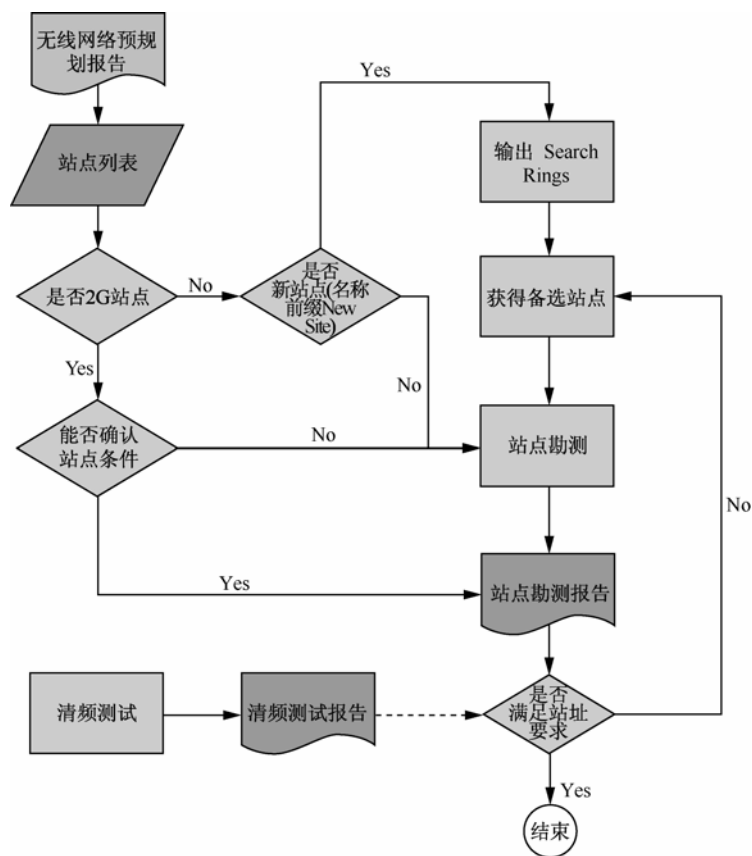 无线网络预规
划报告
Yes
站点列表
输出 Search
Rings
是否2G站点
No
是否
新站点(名称
前缀New
Site)
获得备选站点
Yes
No
能否确认
站点条件
No
站点勘测
No
Yes
站点勘测报告
清频测试
清频测试报告
是否
满足站址
要求
Yes
结束